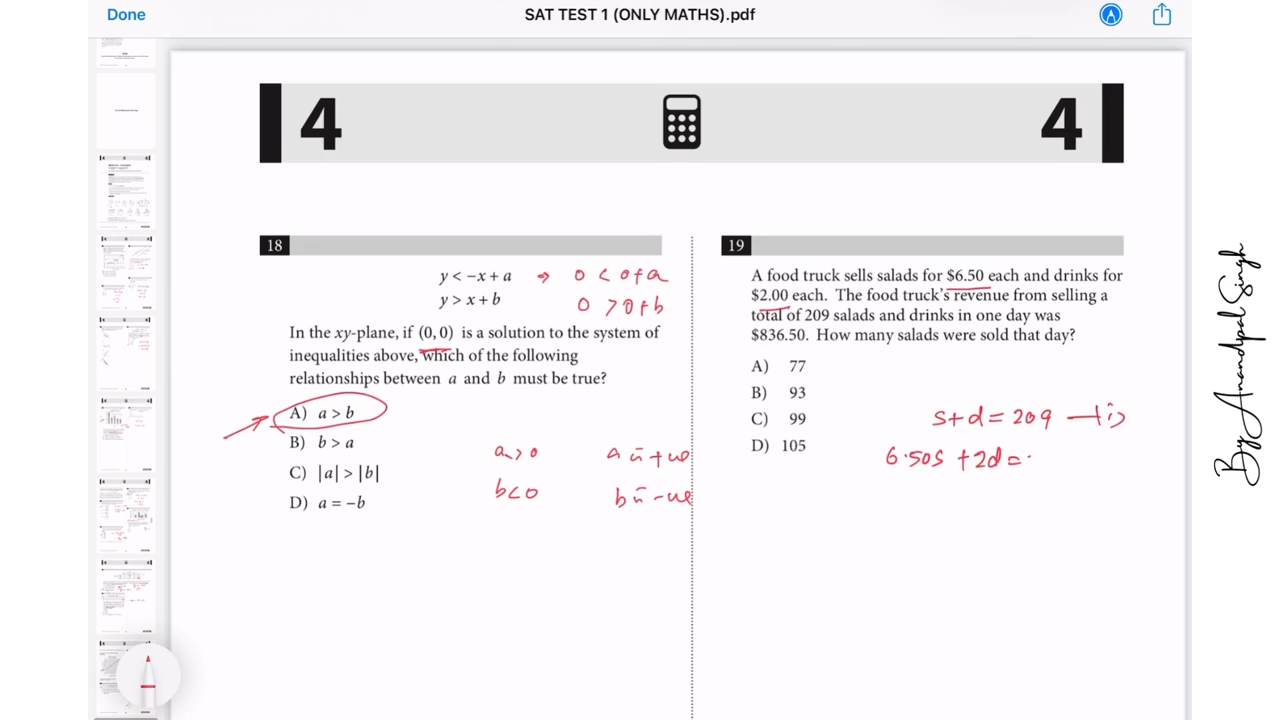 Done
SAT TEST 1 (ONLY MATHS).pdf
4
4
18
y < −x + a ⇒ 0 < 0+a
y > x + b 0 > 0+b
In the xy-plane, if (0, 0) is a solution to the system of
inequalities above, which of the following
relationships between a and b must be true?
A) a > b
B) b > a
C) |a| > |b|
D) a = −b
a > 0
b < 0
19
A food truck sells salads for $6.50 each and drinks for
$2.00 each. The food truck's revenue from selling a
total of 209 salads and drinks in one day was
$836.50. How many salads were sold that day?
A) 77
B) 93
C) 99
D) 105
s+d=209
6.50s +2d=
By Anandpal Singh